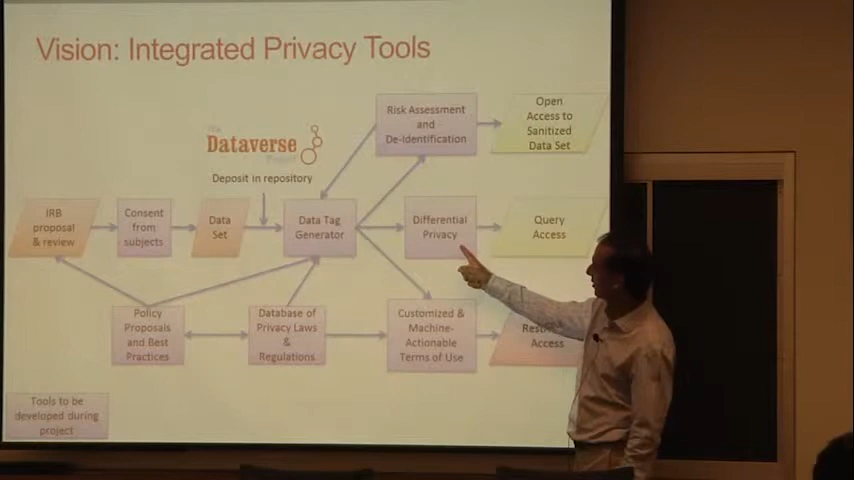 Vision: Integrated Privacy Tools
Risk Assessment
and
De-Identification
Open
Access to
Sanitized
Data Set
The
Dataverse
Project
Deposit in repository
IRB
proposal
& review
Consent
from
subjects
Data
Set
Data Tag
Generator
Differential
Privacy
Query
Access
Policy
Proposals
and Best
Practices
Database of
Privacy Laws
&
Regulations
Customized &
Machine-
Actionable
Terms of Use
Access
Tools to be
developed during
project